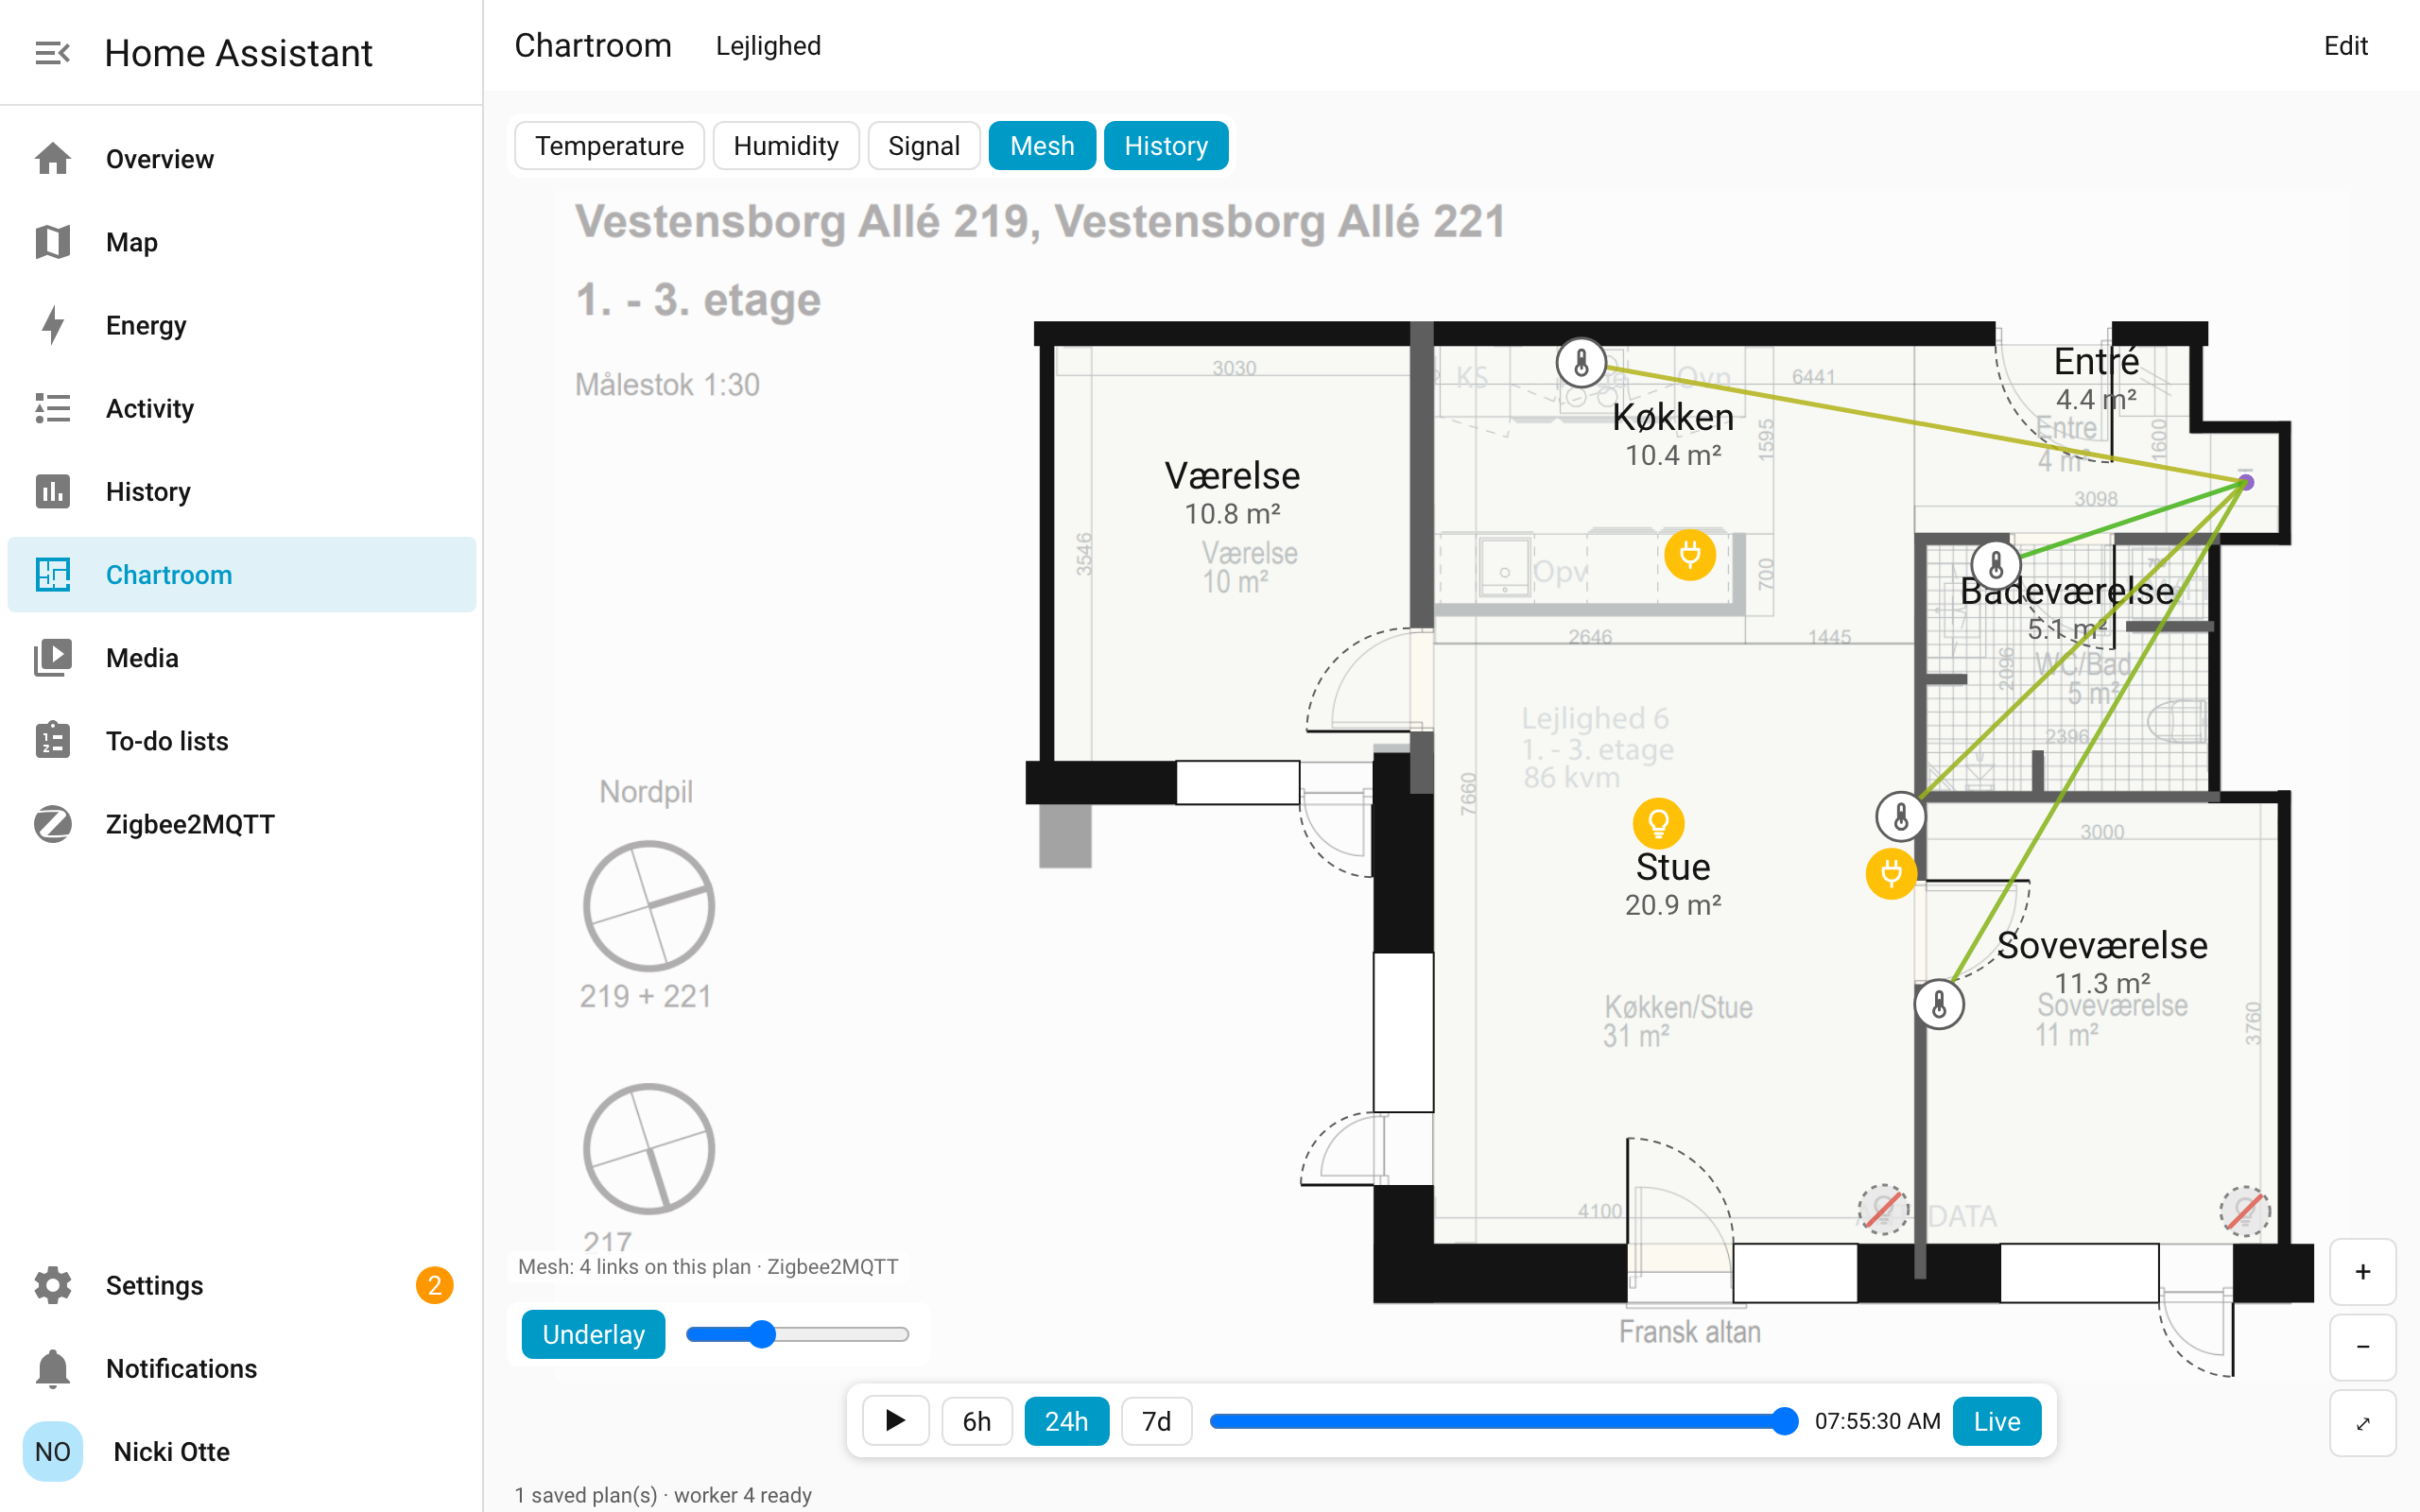 Home Assistant
Overview
Map
Energy
Activity
History
Chartroom
Media
To-do lists
Zigbee2MQTT
Settings
2
Notifications
NO
Nicki Otte
Chartroom
Lejlighed
Edit
Temperature
Humidity
Signal
Mesh
History
Vestensborg Allé 219, Vestensborg Allé 221
1. - 3. etage
Målestok 1:30
Nordpil
219 + 221
217
3030
Værelse
10.8 m²
Værelse
10 m²
3546
KS
Ovn
6441
Køkken
10.4 m²
1595
Opv
700
2646
1445
Entré
4.4 m²
Entre
4 m²
1600
3098
Badeværelse
5.1 m²
WC/Bad
5 m²
2096
2396
Lejlighed 6
1. - 3. etage
86 kvm
7660
Stue
20.9 m²
Køkken/Stue
31 m²
3000
Soveværelse
11.3 m²
Soveværelse
11 m²
3760
4100
DATA
Fransk altan
Mesh: 4 links on this plan · Zigbee2MQTT
Underlay
+
−
6h
24h
7d
07:55:30 AM
Live
1 saved plan(s) · worker 4 ready